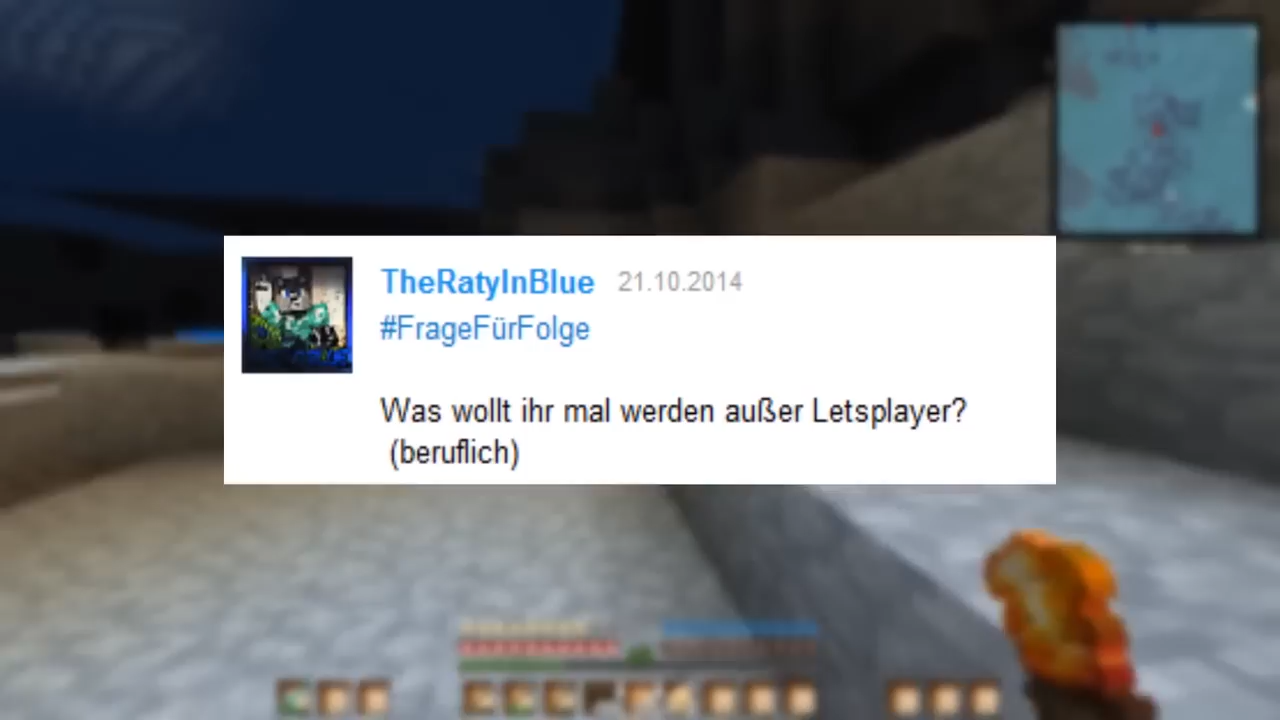 TheRatyInBlue 21.10.2014
#FrageFürFolge
Was wollt ihr mal werden außer Letsplayer?
(beruflich)